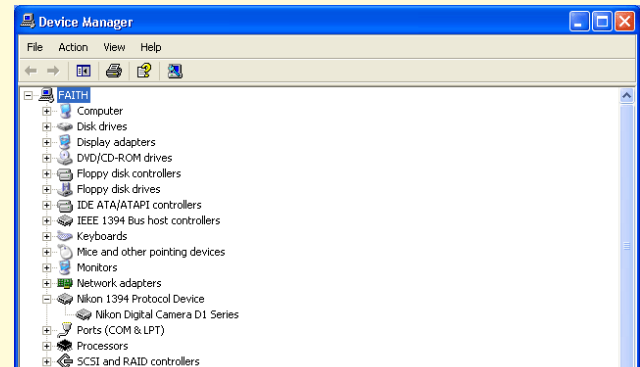 Device Manager
File Action View Help
FAITH
Computer
Disk drives
Display adapters
DVD/CD-ROM drives
Floppy disk controllers
Floppy disk drives
IDE ATA/ATAPI controllers
IEEE 1394 Bus host controllers
Keyboards
Mice and other pointing devices
Monitors
Network adapters
Nikon 1394 Protocol Device
Nikon Digital Camera D1 Series
Ports (COM & LPT)
Processors
SCSI and RAID controllers